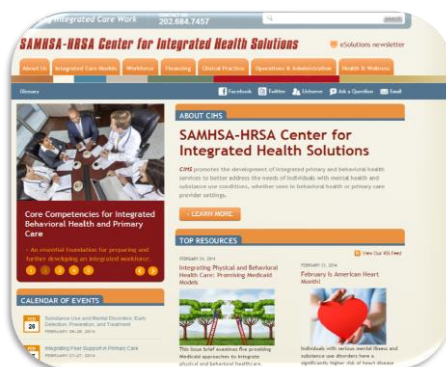 Integrated Care Work
202.684.7457
SAMHSA-HRSA Center for Integrated Health Solutions
eSolutions newsletter
About Us
Integrated Care Models
Workforce
Financing
Clinical Practice
Operations & Administration
Health & Wellness
Glossary
Facebook
Twitter
Listserve
Ask a Question
Email
Core Competencies for Integrated
Behavioral Health and Primary
Care
An essential foundation for preparing and
further developing an integrated workforce.
1 2 3 4 5
ABOUT CIHS
SAMHSA-HRSA Center for
Integrated Health Solutions
CIHS promotes the development of integrated primary and behavioral health
services to better address the needs of individuals with mental health and
substance use conditions, whether seen in behavioral health or primary care
provider settings.
LEARN MORE
TOP RESOURCES
View Our RSS Feed
Integrating Physical and Behavioral
Health Care: Promising Medicaid
Models
This issue brief examines five promising
Medicaid approaches to integrate
physical and behavioral healthcare.
February is American Heart
Month!
Individuals with serious mental illness and
substance use disorders have a
significantly higher risk of heart disease
CALENDAR OF EVENTS
FEB
26
Substance Use and Mental Disorders: Early
Detection, Prevention, and Treatment
Integrating Peer Support in Primary Care